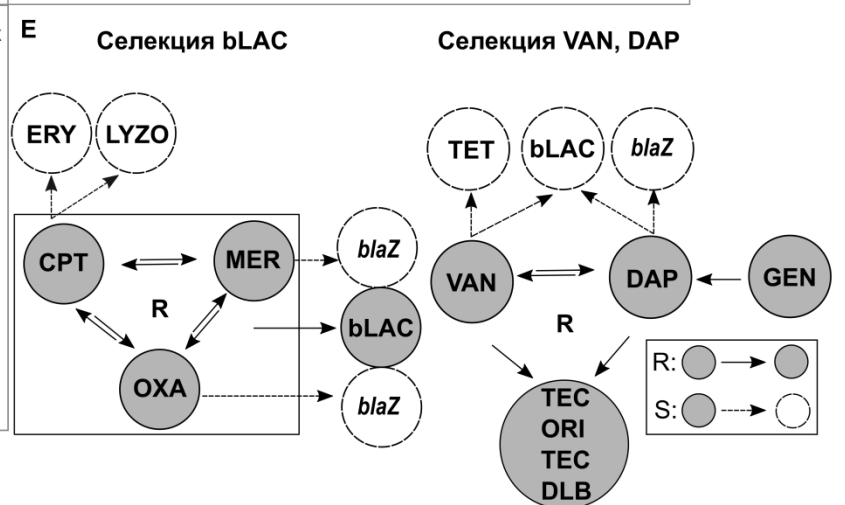 E
Селекция bLAC
Селекция VAN, DAP
ERY
LYZO
TET
bLAC
blaZ
CPT
MER
blaZ
R
bLAC
OXA
blaZ
VAN
DAP
GEN
R
TEC
ORI
TEC
DLB
R:
S: